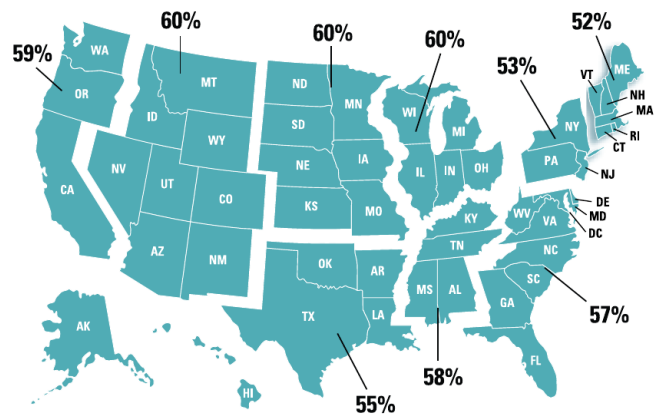 60%
60%
60%
52%
59%
53%
WA
OR
CA
MT
ID
WY
NV
UT
CO
AZ
NM
ND
SD
NE
KS
MN
IA
MO
WI
MI
IL
IN
OH
NY
PA
NJ
VT
ME
NH
MA
RI
CT
DE
MD
DC
WV
VA
NC
SC
GA
FL
KY
TN
MS
AL
OK
AR
TX
LA
AK
HI
57%
58%
55%